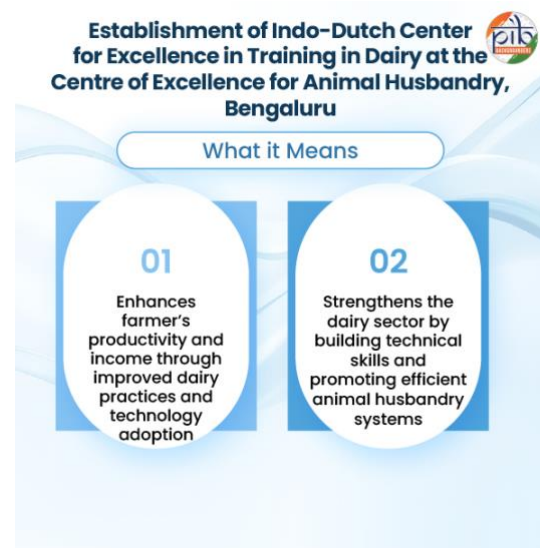 Establishment of Indo-Dutch Center
for Excellence in Training in Dairy at the
Centre of Excellence for Animal Husbandry,
Bengaluru
pib
BACKGROUNDERS
What it Means
01
Enhances
farmer's
productivity and
income through
improved dairy
practices and
technology
adoption
02
Strengthens the
dairy sector by
building technical
skills and
promoting efficient
animal husbandry
systems